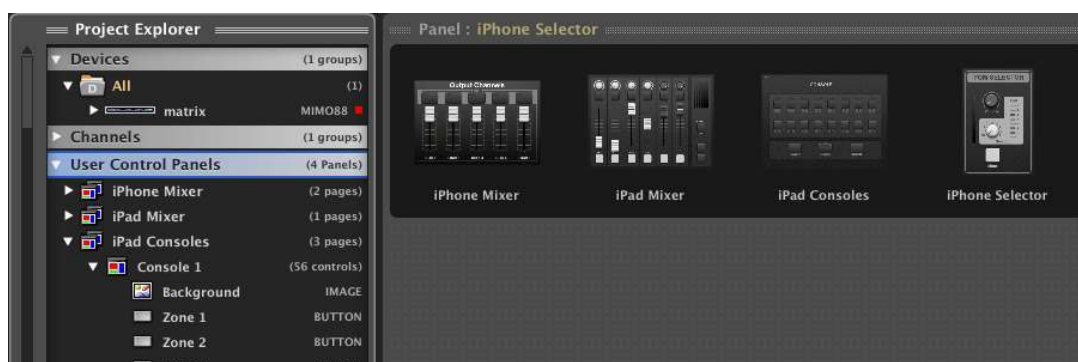 Project Explorer
Devices (1 groups)
All (1)
matrix MIMO88
Channels (1 groups)
User Control Panels (4 Panels)
iPhone Mixer (2 pages)
iPad Mixer (1 pages)
iPad Consoles (3 pages)
Console 1 (56 controls)
Background IMAGE
Zone 1 BUTTON
Zone 2 BUTTON
Panel : iPhone Selector
Output Channels
iPhone Mixer
iPad Mixer
iPad Consoles
iPhone Selector